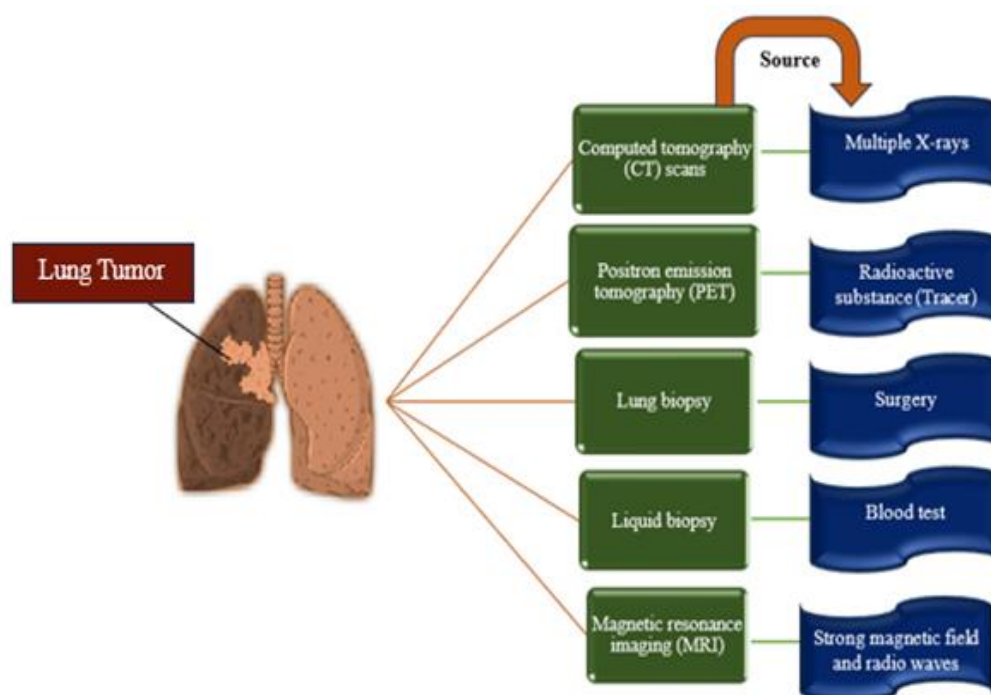 Source
Computed tomography
(CT) scans
Multiple X-rays
Lung Tumor
Positron emission
tomography (PET)
Radioactive
substance (Tracer)
Lung biopsy
Surgery
Liquid biopsy
Blood test
Magnetic resonance
imaging (MRI)
Strong magnetic field
and radio waves